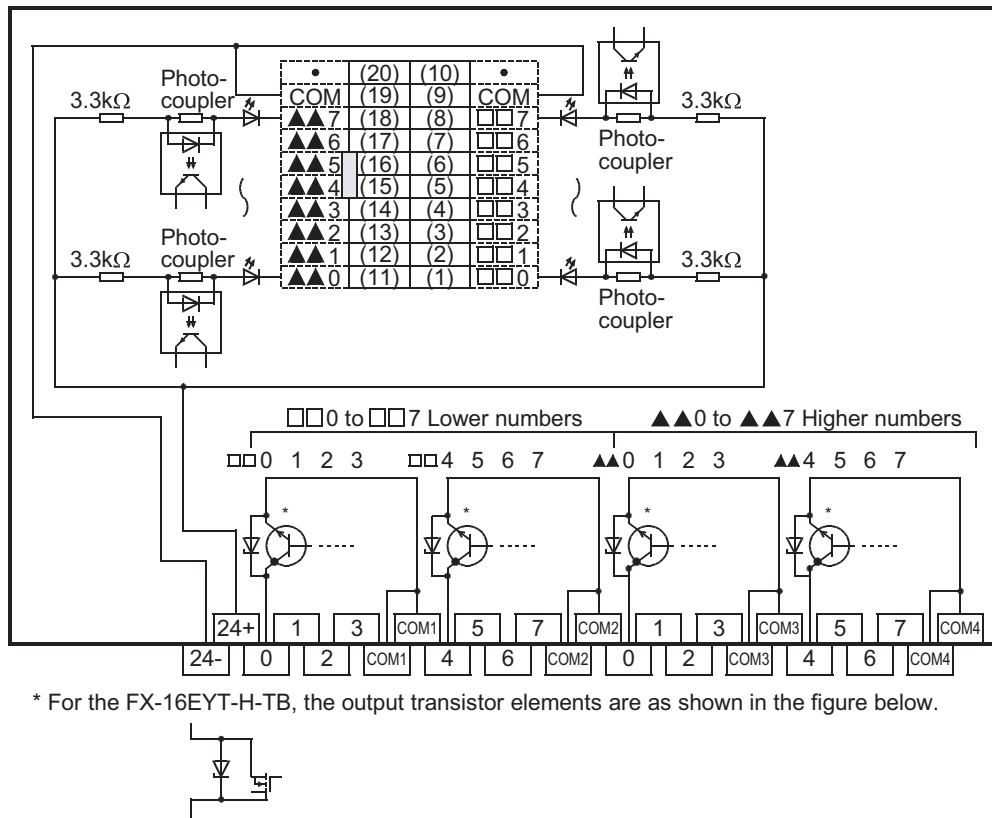 • (20) (10) •
COM (19) (9) COM
▲▲7 (18) (8) □□7
▲▲6 (17) (7) □□6
▲▲5 (16) (6) □□5
▲▲4 (15) (5) □□4
▲▲3 (14) (4) □□3
▲▲2 (13) (3) □□2
▲▲1 (12) (2) □□1
▲▲0 (11) (1) □□0
3.3kΩ
Photo-
coupler
3.3kΩ
Photo-
coupler
3.3kΩ
Photo-
coupler
3.3kΩ
Photo-
coupler
□□0 to □□7 Lower numbers ▲▲0 to ▲▲7 Higher numbers
□□0 1 2 3 □□4 5 6 7 ▲▲0 1 2 3 ▲▲4 5 6 7
* * * *
24+ 1 3 COM1 5 7 COM2 1 3 COM3 5 7 COM4
24- 0 2 COM1 4 6 COM2 0 2 COM3 4 6 COM4
* For the FX-16EYT-H-TB, the output transistor elements are as shown in the figure below.